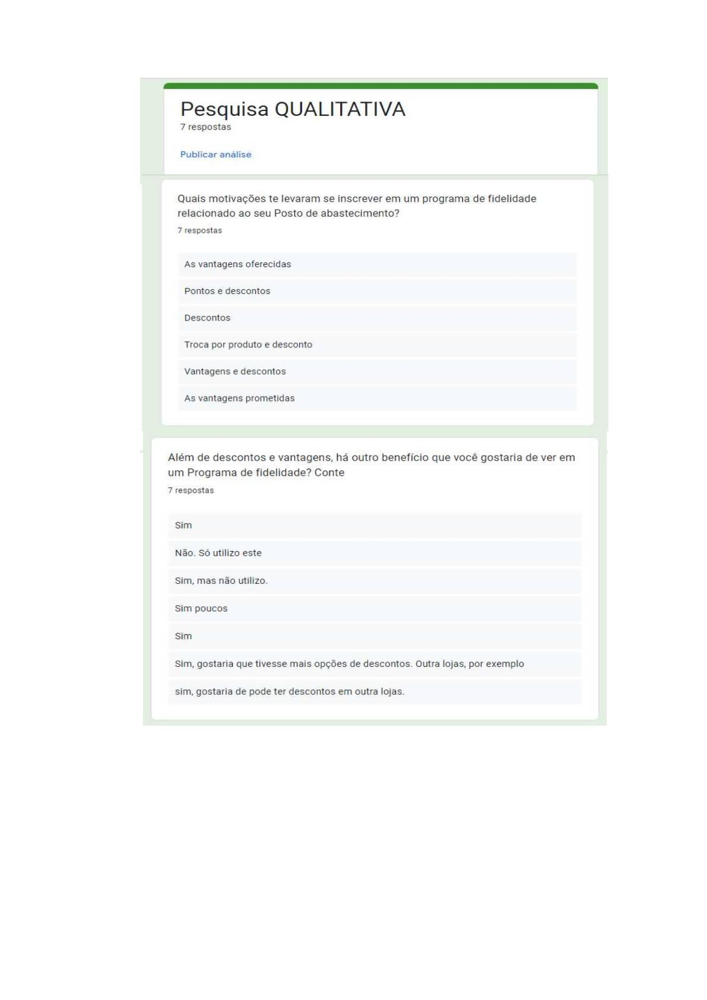 Pesquisa QUALITATIVA
7 respostas
Publicar análise
Quais motivações te levaram se inscrever em um programa de fidelidade
relacionado ao seu Posto de abastecimento?
7 respostas
As vantagens oferecidas
Pontos e descontos
Descontos
Troca por produto e desconto
Vantagens e descontos
As vantagens prometidas
Além de descontos e vantagens, há outro benefício que você gostaria de ver em
um Programa de fidelidade? Conte
7 respostas
Sim
Não. Só utilizo este
Sim, mas não utilizo.
Sim poucos
Sim
Sim, gostaria que tivesse mais opções de descontos. Outra lojas, por exemplo
sim, gostaria de pode ter descontos em outra lojas.